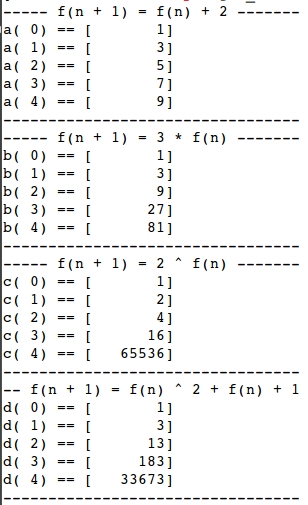 ----- f(n + 1) = f(n) + 2 -------
a( 0) == [       1]
a( 1) == [       3]
a( 2) == [       5]
a( 3) == [       7]
a( 4) == [       9]
---------------------------------
----- f(n + 1) = 3 * f(n) -------
b( 0) == [       1]
b( 1) == [       3]
b( 2) == [       9]
b( 3) == [      27]
b( 4) == [      81]
---------------------------------
----- f(n + 1) = 2 ^ f(n) -------
c( 0) == [       1]
c( 1) == [       2]
c( 2) == [       4]
c( 3) == [      16]
c( 4) == [   65536]
---------------------------------
-- f(n + 1) = f(n) ^ 2 + f(n) + 1
d( 0) == [       1]
d( 1) == [       3]
d( 2) == [      13]
d( 3) == [     183]
d( 4) == [   33673]
---------------------------------